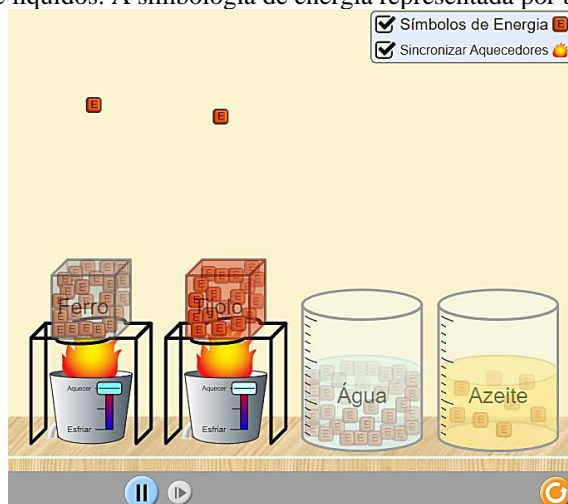 líquidos. A simbologia de energia representada por
Símbolos de Energia E
Sincronizar Aquecedores
E
E
Ferro
Tijolo
Água
Azeite
Aquecer
Esfriar
Aquecer
Esfriar